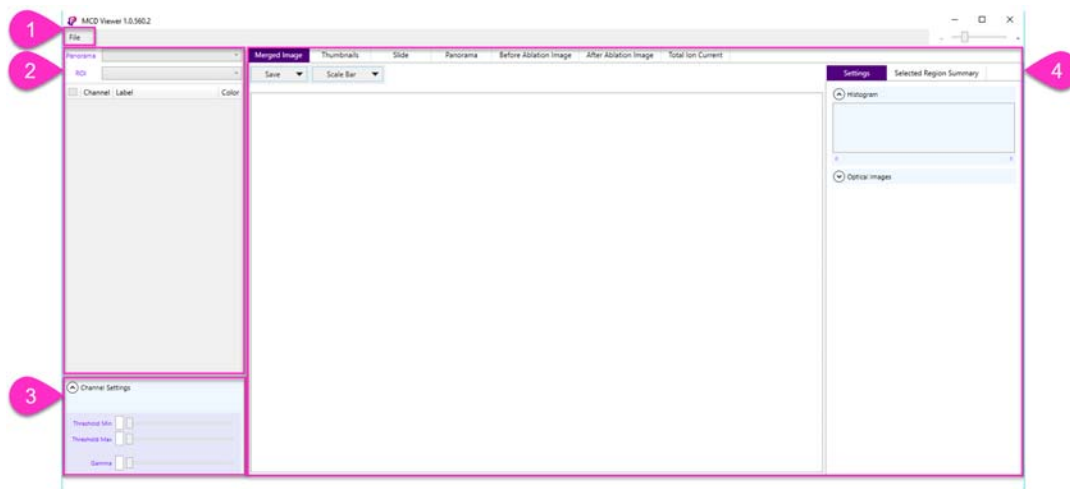 MCD Viewer 1.0.560.2
1
File
2
Panorama
ROI
Channel Label Color
Merged Image Thumbnails Slide Panorama Before Ablation Image After Ablation Image Total Ion Current
Save Scale Bar
Settings Selected Region Summary
4
Histogram
Optical Images
3
Channel Settings
Threshold Min
Threshold Max
Gamma